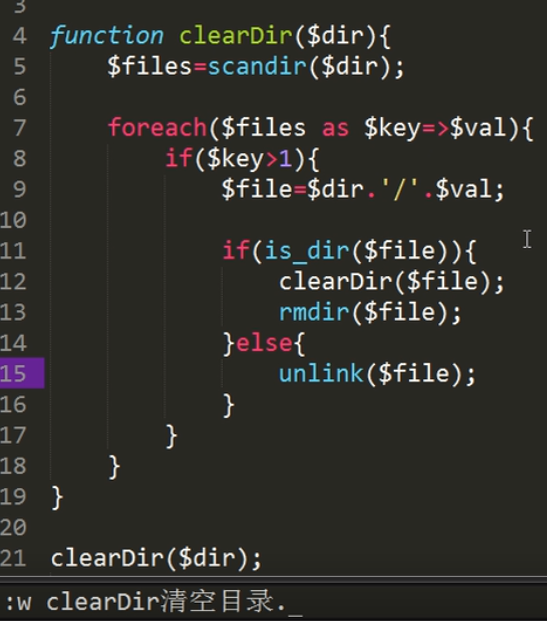 3
4 function clearDir($dir){
5     $files=scandir($dir);
6
7     foreach($files as $key=>$val){
8         if($key>1){
9             $file=$dir.'/'.$val;
10
11             if(is_dir($file)){
12                 clearDir($file);
13                 rmdir($file);
14             }else{
15                 unlink($file);
16             }
17         }
18     }
19 }
20
21 clearDir($dir);
:w clearDir清空目录._